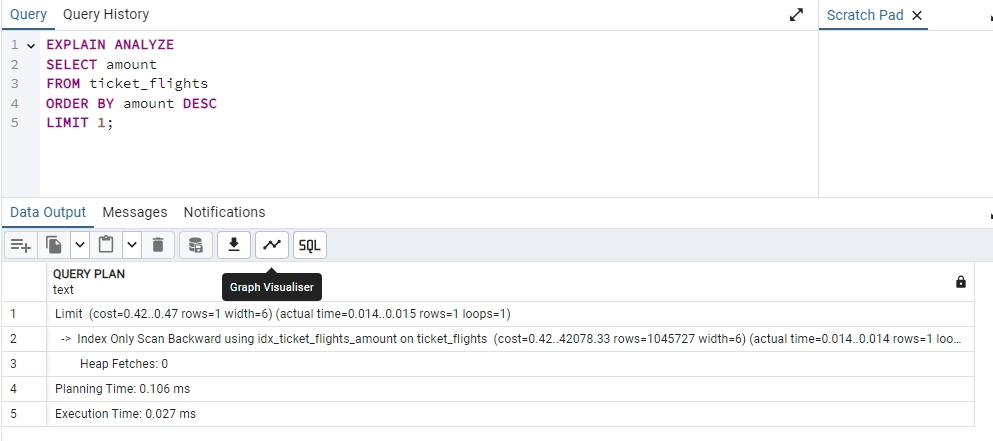 Query Query History
Scratch Pad
1 EXPLAIN ANALYZE
2 SELECT amount
3 FROM ticket_flights
4 ORDER BY amount DESC
5 LIMIT 1;
Data Output Messages Notifications
SQL
QUERY PLAN
text
Graph Visualiser
1 Limit (cost=0.42..0.47 rows=1 width=6) (actual time=0.014..0.015 rows=1 loops=1)
2 -> Index Only Scan Backward using idx_ticket_flights_amount on ticket_flights (cost=0.42..42078.33 rows=1045727 width=6) (actual time=0.014..0.014 rows=1 loo...
3 Heap Fetches: 0
4 Planning Time: 0.106 ms
5 Execution Time: 0.027 ms